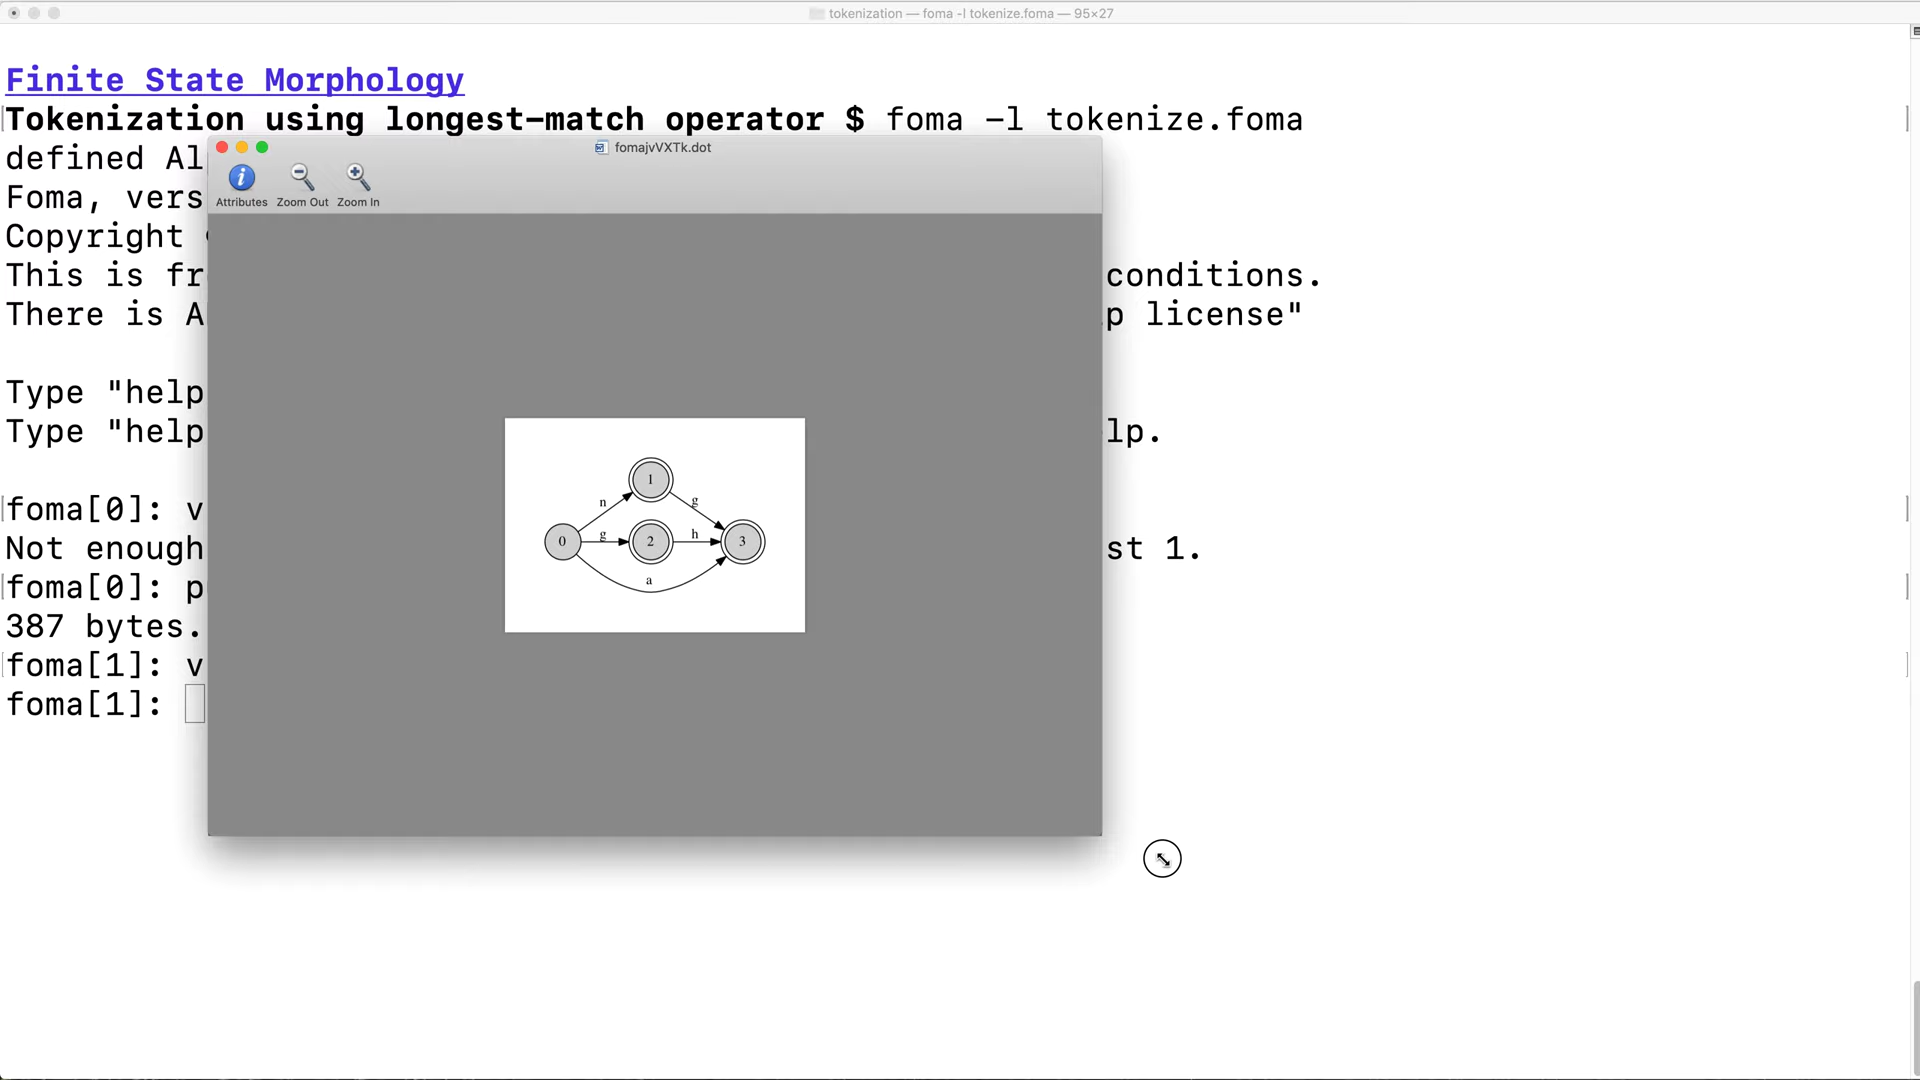 tokenization — foma -l tokenize.foma — 95×27
Finite State Morphology
Tokenization using longest-match operator $ foma -l tokenize.foma
defined Al
Foma, vers
Copyright
This is fr conditions.
There is A p license"
Type "help
Type "help lp.
foma[0]: v
Not enough st 1.
foma[0]: p
387 bytes.
foma[1]: v
foma[1]:
fomajvVXTk.dot
Attributes Zoom Out Zoom In
1
n g
0 g 2 h 3
a